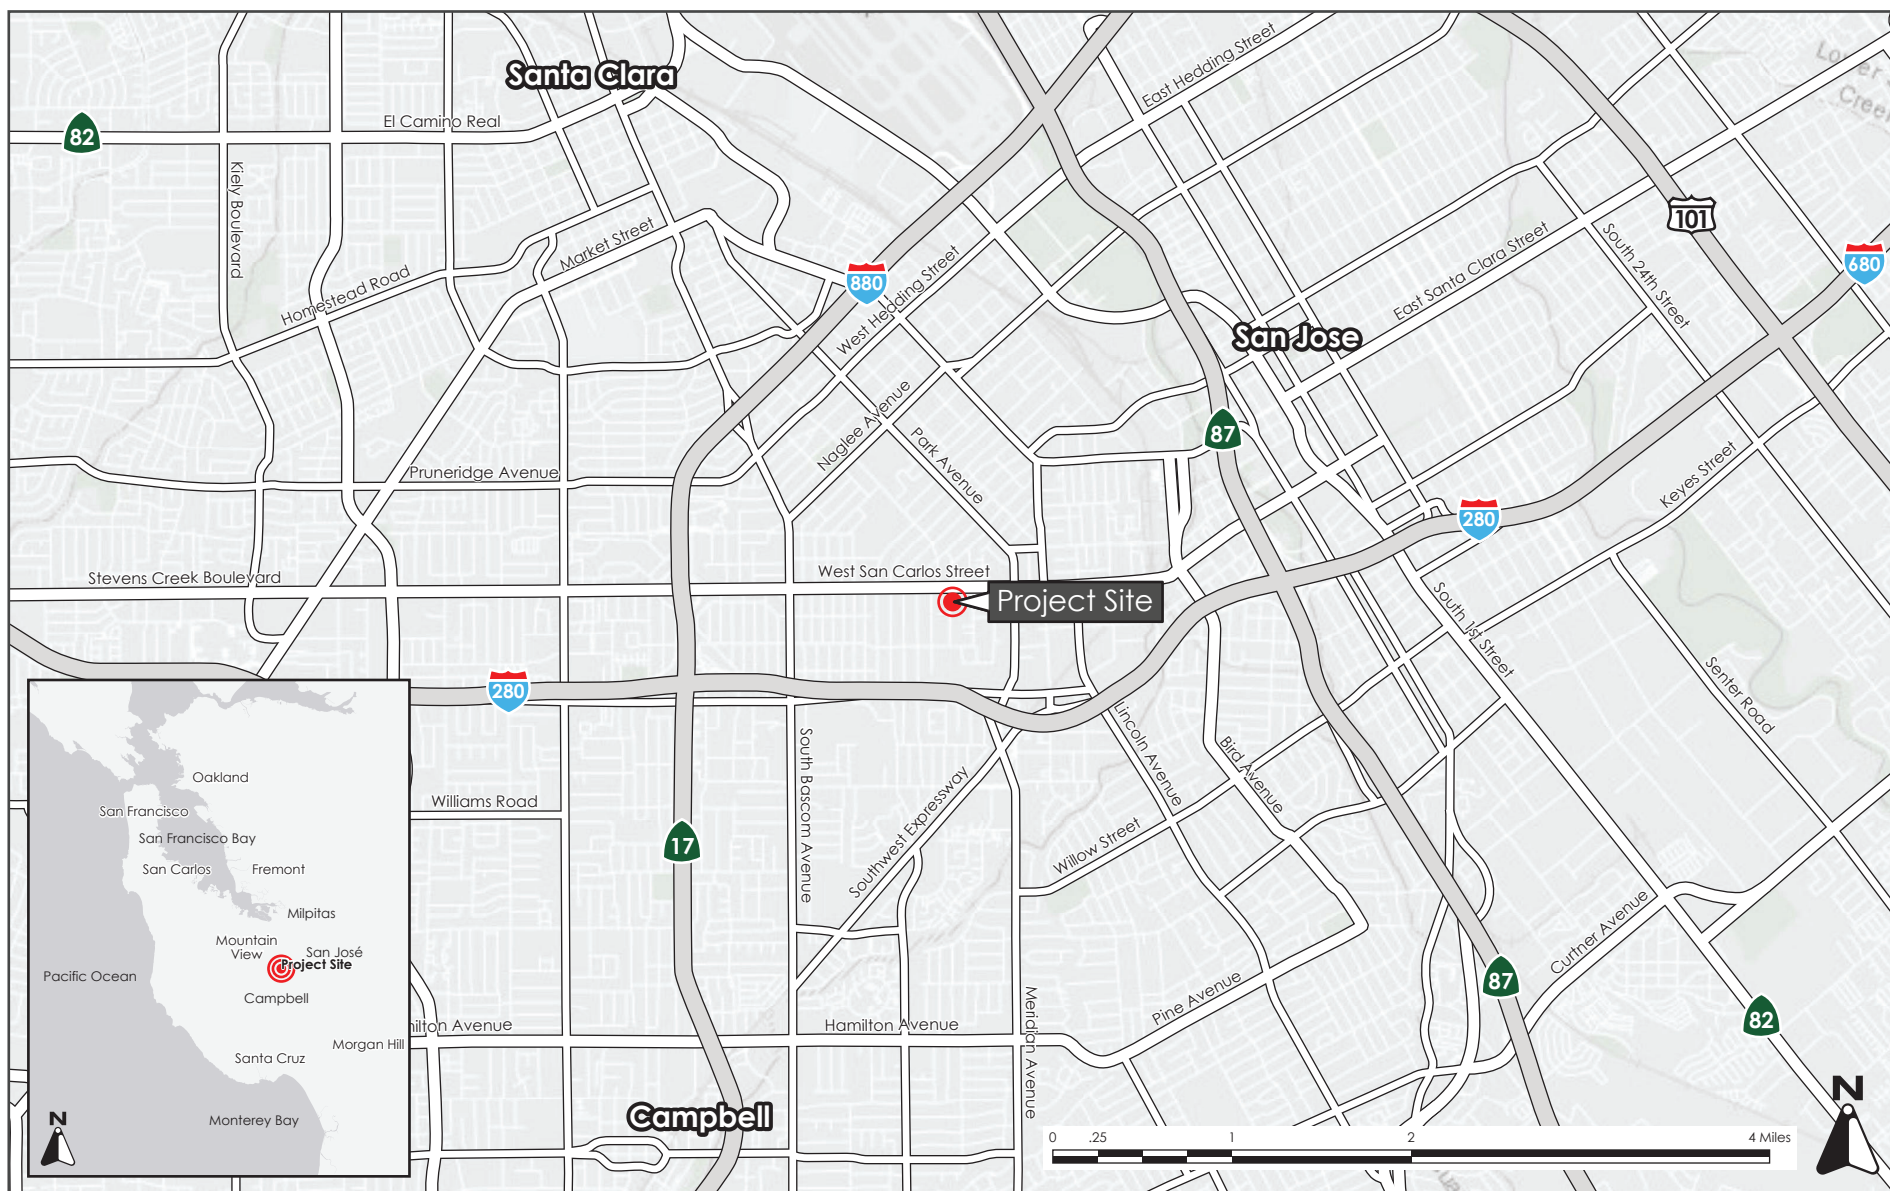 Santa Clara
82
El Camino Real
Kiely Boulevard
Homestead Road
Market Street
880
West Hedding Street
East Hedding Street
Lower
Creek
101
680
South 24th Street
East Santa Clara Street
San Jose
87
Naglee Avenue
Park Avenue
Pruneridge Avenue
Keyes Street
280
Stevens Creek Boulevard
West San Carlos Street
Project Site
South 1st Street
Senter Road
280
Lincoln Avenue
Bird Avenue
South Bascom Avenue
Southwest Expressway
Williams Road
17
Willow Street
Curtner Avenue
Pine Avenue
87
82
Meridian Avenue
Hamilton Avenue
ilton Avenue
Campbell
Oakland
San Francisco
San Francisco Bay
San Carlos
Fremont
Milpitas
Mountain
View
San José
Project Site
Pacific Ocean
Campbell
Morgan Hill
Santa Cruz
Monterey Bay
N
0 .25 1 2 4 Miles
N